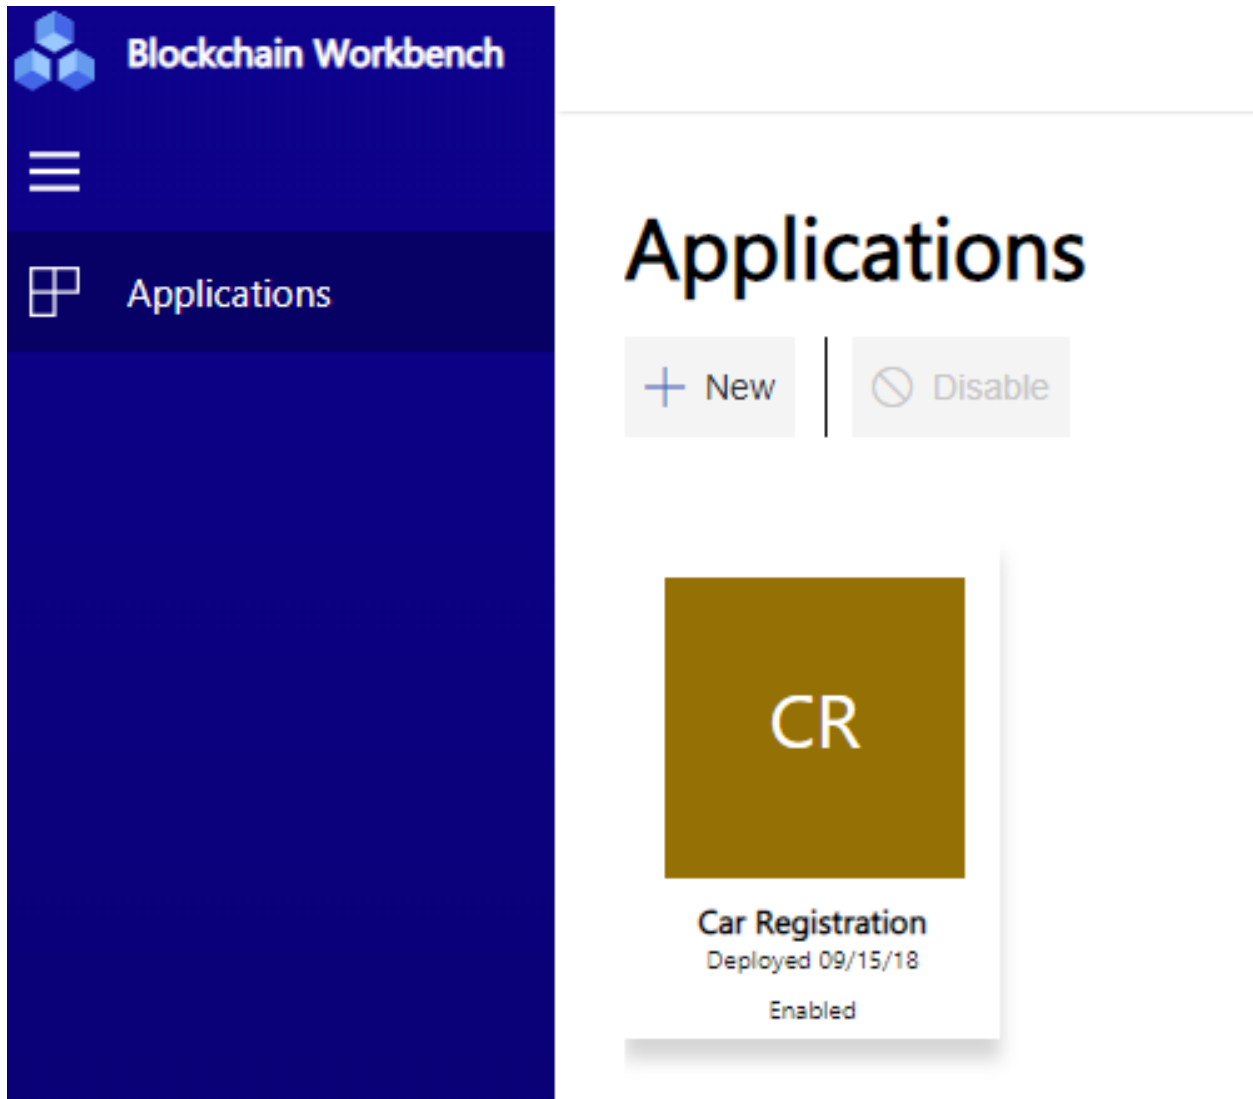 Blockchain Workbench
Applications
Applications
New
Disable
CR
Car Registration
Deployed 09/15/18
Enabled